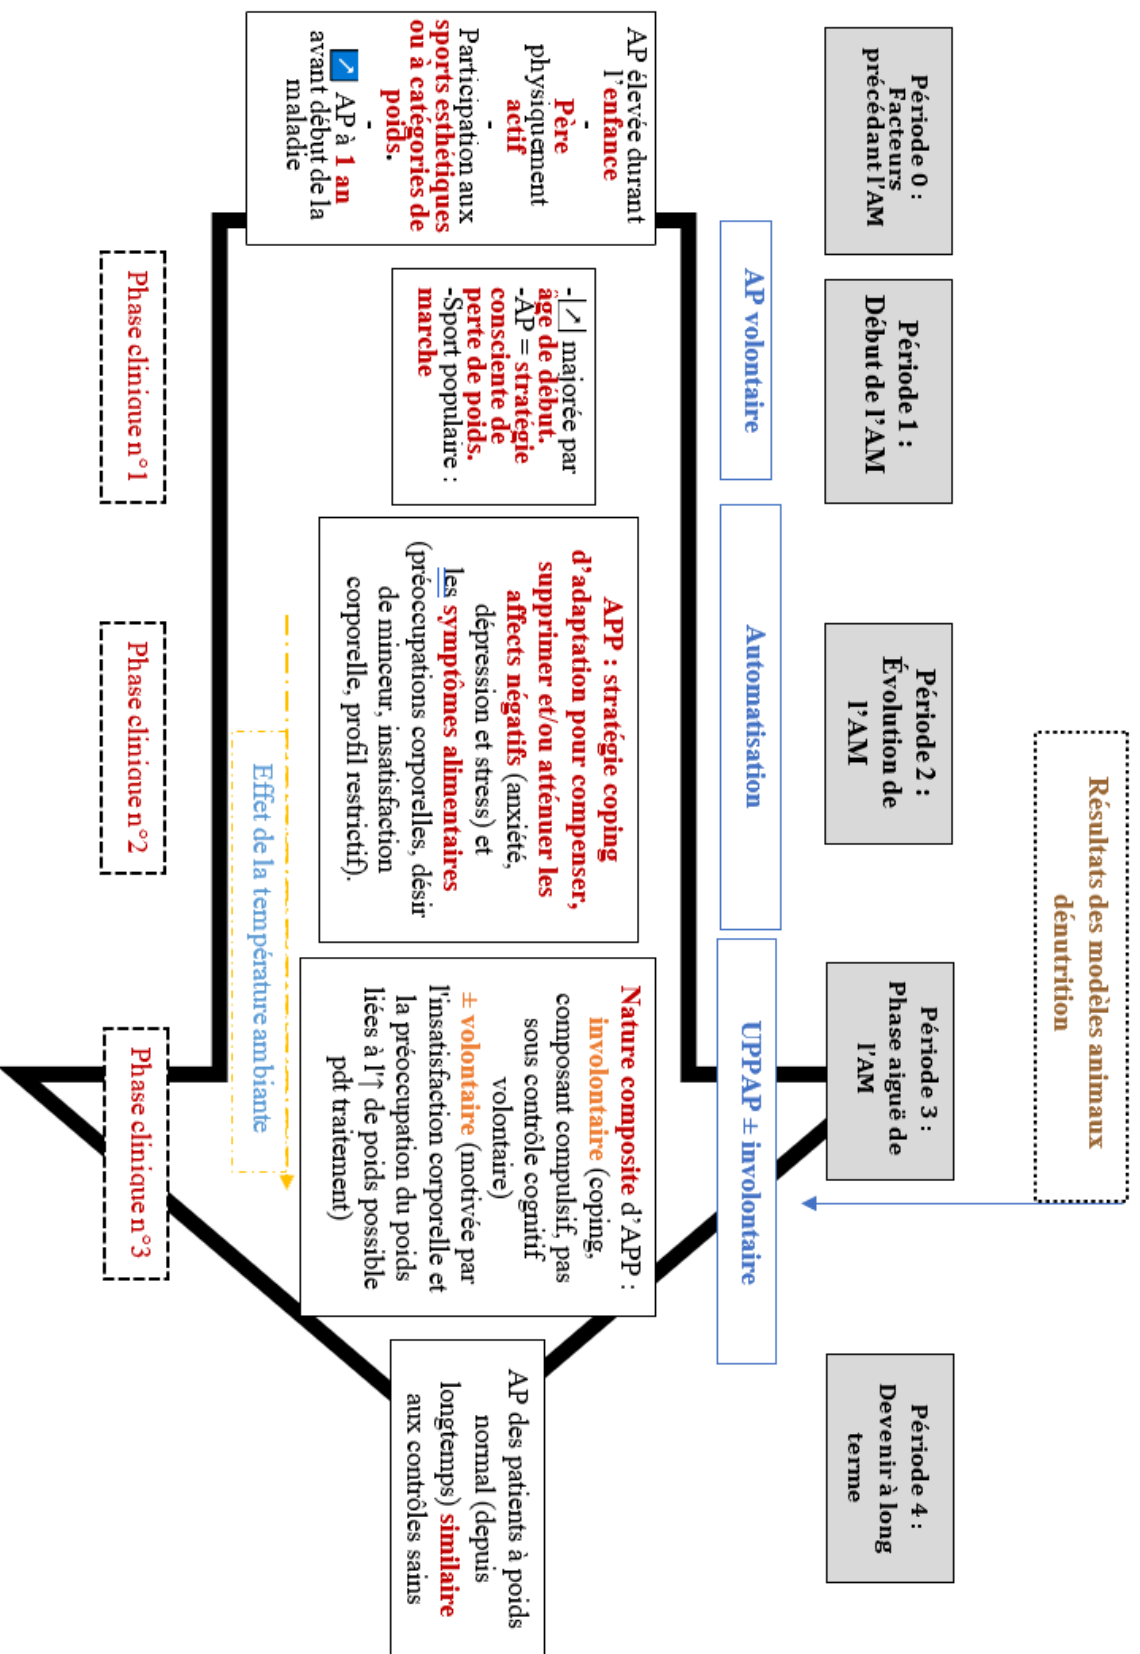 Résultats des modèles animaux
dénutrition
Période 0 :
Facteurs
précédant l'AM
Période 1 :
Début de l'AM
Période 2 :
Évolution de
l'AM
Période 3 :
Phase aiguë de
l'AM
Période 4 :
Devenir à long
terme
AP volontaire
Automatisation
UPPAP ± involontaire
AP élevée durant
l'enfance
-
Père
physiquement
actif
-
Participation aux
sports esthétiques
ou à catégories de
poids.
-
↗ AP à 1 an
avant début de la
maladie
-↗ majorée par
âge de début.
-AP = stratégie
consciente de
perte de poids.
-Sport populaire :
marche
APP : stratégie coping
d'adaptation pour compenser,
supprimer et/ou atténuer les
affects négatifs (anxiété,
dépression et stress) et
les symptômes alimentaires
(préoccupations corporelles, désir
de minceur, insatisfaction
corporelle, profil restrictif).
Nature composite d'APP :
involontaire (coping,
composant compulsif, pas
sous contrôle cognitif
volontaire)
± volontaire (motivée par
l'insatisfaction corporelle et
la préoccupation du poids
liées à l'↑ de poids possible
pdt traitement)
AP des patients à poids
normal (depuis
longtemps) similaire
aux contrôles sains
Effet de la température ambiante
Phase clinique n°1
Phase clinique n°2
Phase clinique n°3